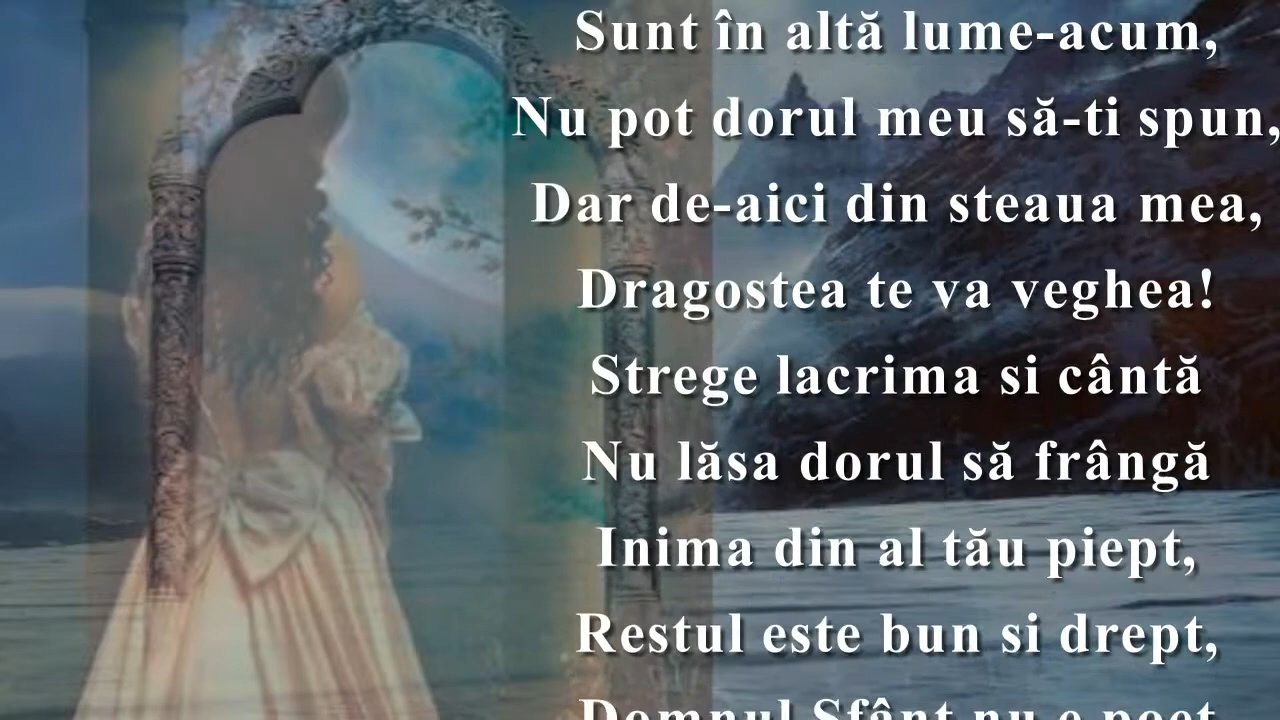 Sunt în altă lume-acum,
Nu pot dorul meu să-ti spun,
Dar de-aici din steaua mea,
Dragostea te va veghea!
Strege lacrima si cântă
Nu lăsa dorul să frângă
Inima din al tău piept,
Restul este bun si drept,
Domnul Sfânt nu e poet